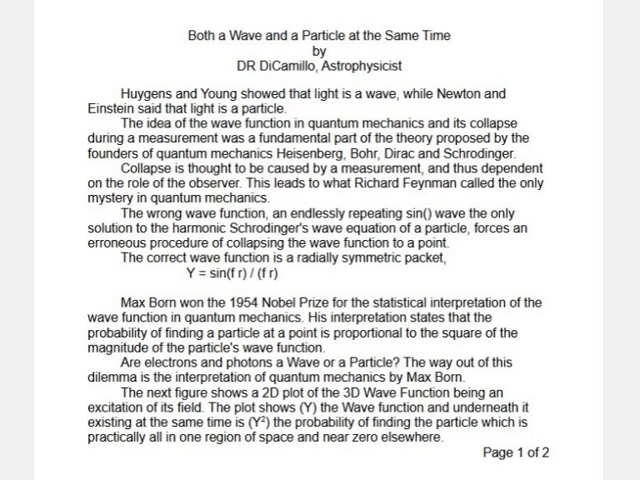 Both a Wave and a Particle at the Same Time
by
DR DiCamillo, Astrophysicist
Huygens and Young showed that light is a wave, while Newton and
Einstein said that light is a particle.
The idea of the wave function in quantum mechanics and its collapse
during a measurement was a fundamental part of the theory proposed by the
founders of quantum mechanics Heisenberg, Bohr, Dirac and Schrodinger.
Collapse is thought to be caused by a measurement, and thus dependent
on the role of the observer. This leads to what Richard Feynman called the only
mystery in quantum mechanics.
The wrong wave function, an endlessly repeating sin() wave the only
solution to the harmonic Schrodinger's wave equation of a particle, forces an
erroneous procedure of collapsing the wave function to a point.
The correct wave function is a radially symmetric packet,
Y = sin(f r) / (f r)
Max Born won the 1954 Nobel Prize for the statistical interpretation of the
wave function in quantum mechanics. His interpretation states that the
probability of finding a particle at a point is proportional to the square of the
magnitude of the particle's wave function.
Are electrons and photons a Wave or a Particle? The way out of this
dilemma is the interpretation of quantum mechanics by Max Born.
The next figure shows a 2D plot of the 3D Wave Function being an
excitation of its field. The plot shows (Y) the Wave function and underneath it
existing at the same time is (Y²) the probability of finding the particle which is
practically all in one region of space and near zero elsewhere.
Page 1 of 2